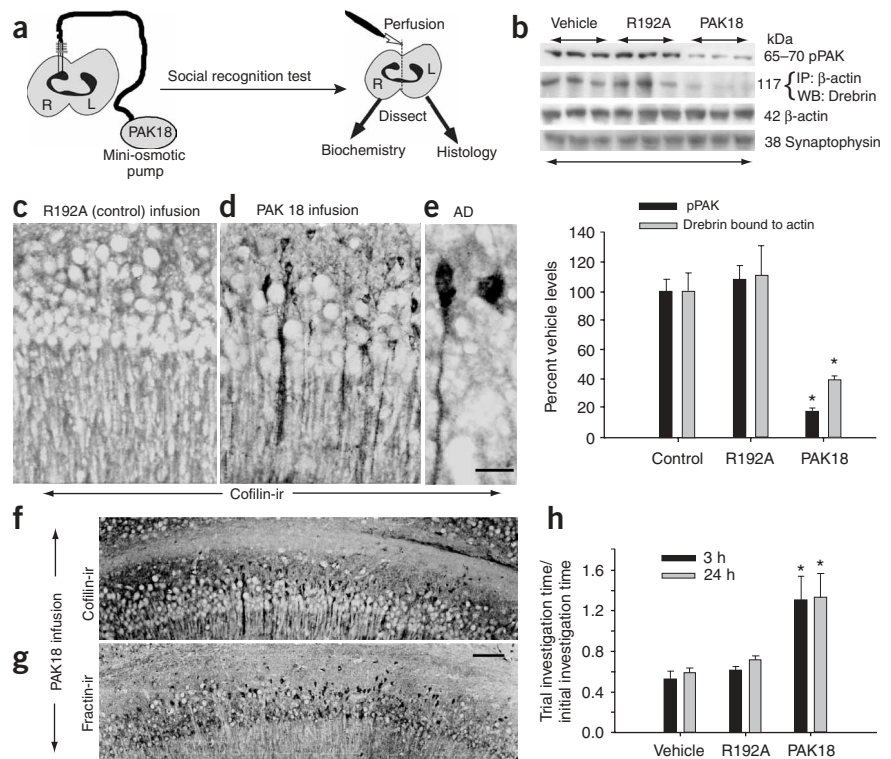 a
Perfusion
Social recognition test
R
L
R
L
PAK18
Mini-osmotic
pump
Dissect
Biochemistry
Histology
b
Vehicle
R192A
PAK18
kDa
65–70 pPAK
117 { IP: β-actin
WB: Drebrin
42 β-actin
38 Synaptophysin
pPAK
Drebrin bound to actin
Percent vehicle levels
140
120
100
80
60
40
20
0
*
*
Control
R192A
PAK18
c
R192A (control) infusion
d
PAK 18 infusion
e
AD
Cofilin-ir
f
Cofilin-ir
g
Fractin-ir
PAK18 infusion
h
3 h
24 h
Trial investigation time/
initial investigation time
1.6
1.2
0.8
0.4
0.0
*
*
Vehicle
R192A
PAK18